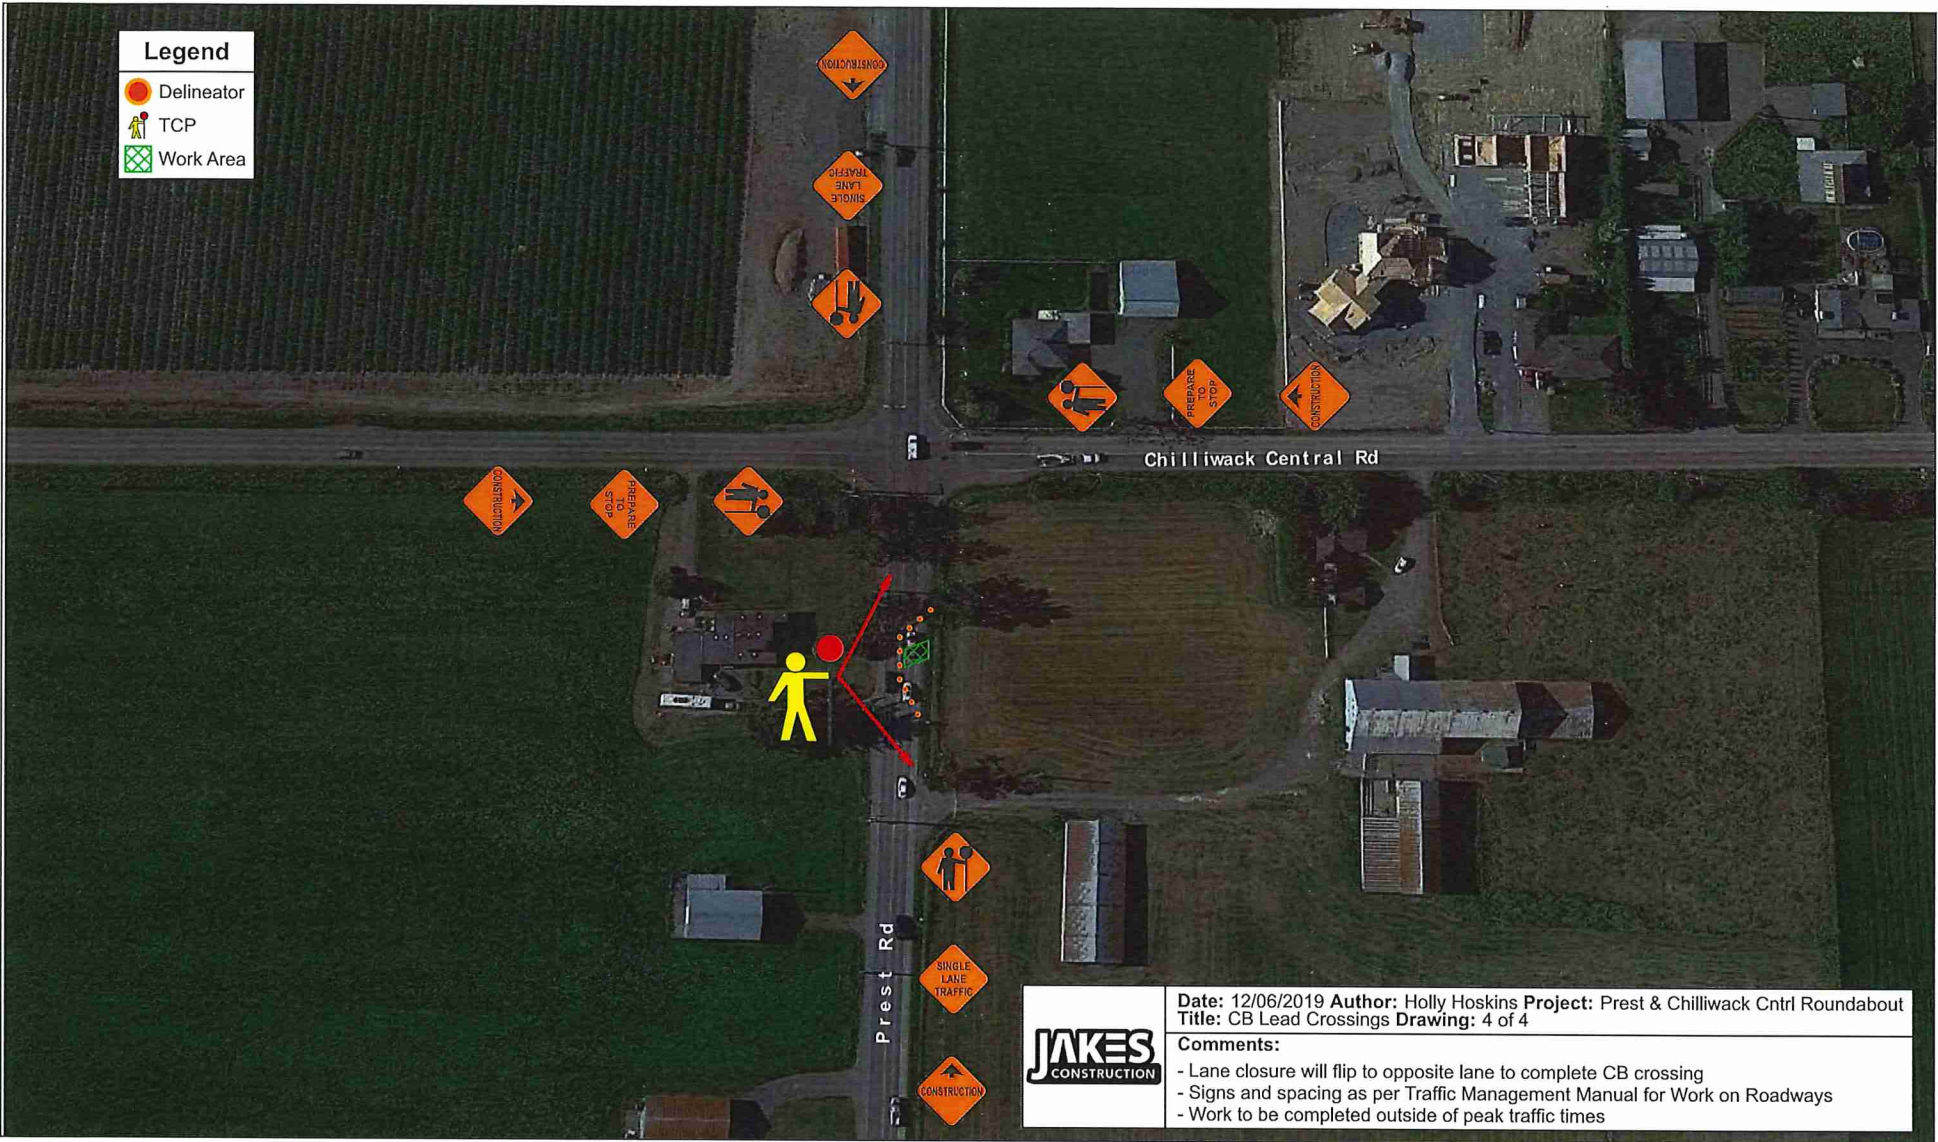 Legend
Delineator
TCP
Work Area
CONSTRUCTION
SINGLE
LANE
TRAFFIC
PREPARE
TO
STOP
CONSTRUCTION
Chilliwack Central Rd
CONSTRUCTION
PREPARE
TO
STOP
Prest Rd
SINGLE
LANE
TRAFFIC
CONSTRUCTION
JAKES
CONSTRUCTION
Date: 12/06/2019 Author: Holly Hoskins Project: Prest & Chilliwack Cntrl Roundabout
Title: CB Lead Crossings Drawing: 4 of 4
Comments:
- Lane closure will flip to opposite lane to complete CB crossing
- Signs and spacing as per Traffic Management Manual for Work on Roadways
- Work to be completed outside of peak traffic times